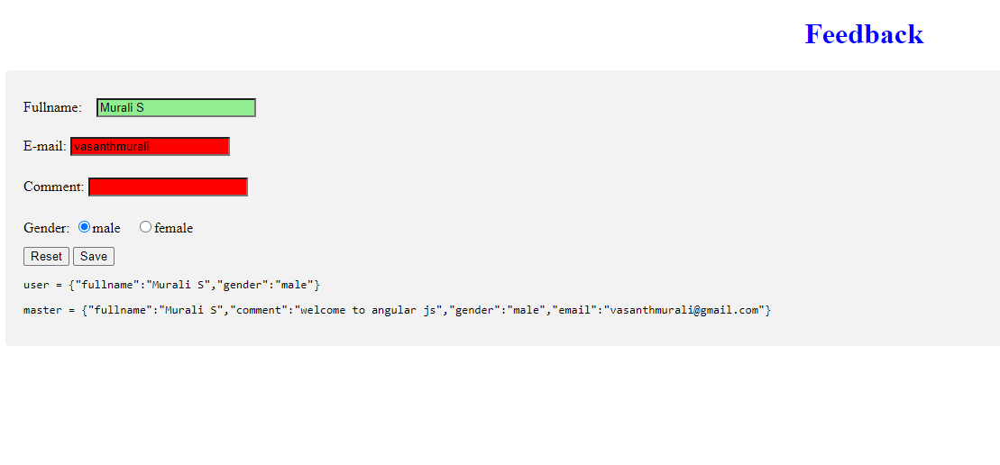 Feedback
Fullname: Murali S
E-mail: vasanthmurali
Comment:
Gender: male female
Reset Save
user = {"fullname":"Murali S","gender":"male"}
master = {"fullname":"Murali S","comment":"welcome to angular js","gender":"male","email":"vasanthmurali@gmail.com"}